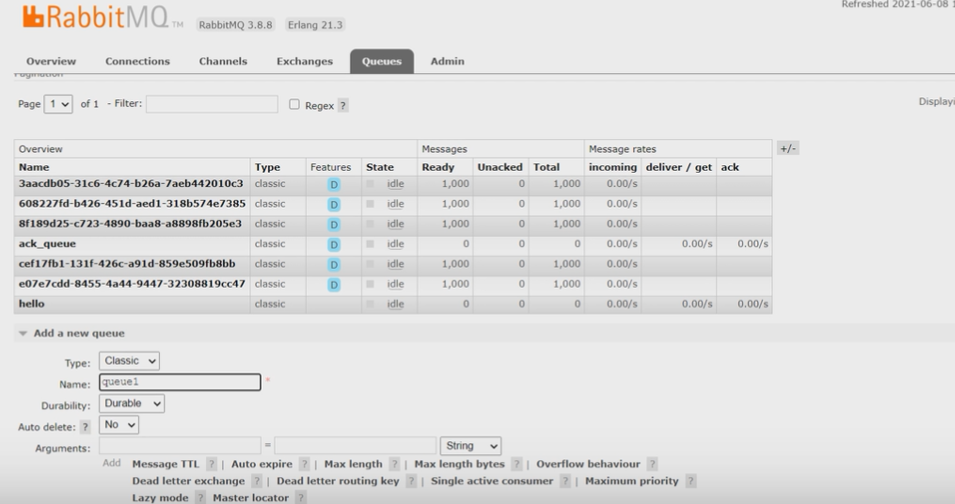 RabbitMQ TM RabbitMQ 3.8.8 Erlang 21.3
Refreshed 2021-06-08 1
Overview Connections Channels Exchanges Queues Admin
Pagination
Page 1 of 1 - Filter: Regex ? Displayi
Overview Messages Message rates +/-
Name Type Features State Ready Unacked Total incoming deliver / get ack
3aacdb05-31c6-4c74-b26a-7aeb442010c3 classic D idle 1,000 0 1,000 0.00/s
608227fd-b426-451d-aed1-318b574e7385 classic D idle 1,000 0 1,000 0.00/s
8f189d25-c723-4890-baa8-a8898fb205e3 classic D idle 1,000 0 1,000 0.00/s
ack_queue classic D idle 0 0 0 0.00/s 0.00/s 0.00/s
cef17fb1-131f-426c-a91d-859e509fb8bb classic D idle 1,000 0 1,000 0.00/s
e07e7cdd-8455-4a44-9447-32308819cc47 classic D idle 1,000 0 1,000 0.00/s
hello classic idle 0 0 0 0.00/s 0.00/s 0.00/s
Add a new queue
Type: Classic
Name: queue1 *
Durability: Durable
Auto delete: ? No
Arguments: = String
Add Message TTL ? | Auto expire ? | Max length ? | Max length bytes ? | Overflow behaviour ?
Dead letter exchange ? | Dead letter routing key ? | Single active consumer ? | Maximum priority ?
Lazy mode ? Master locator ?